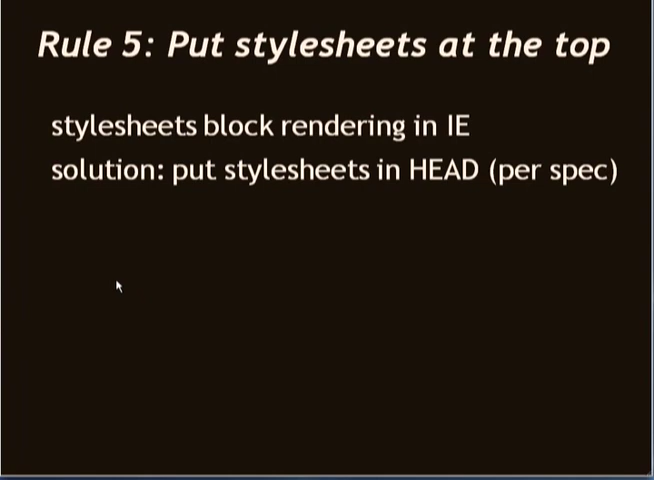 Rule 5: Put stylesheets at the top
stylesheets block rendering in IE
solution: put stylesheets in HEAD (per spec)